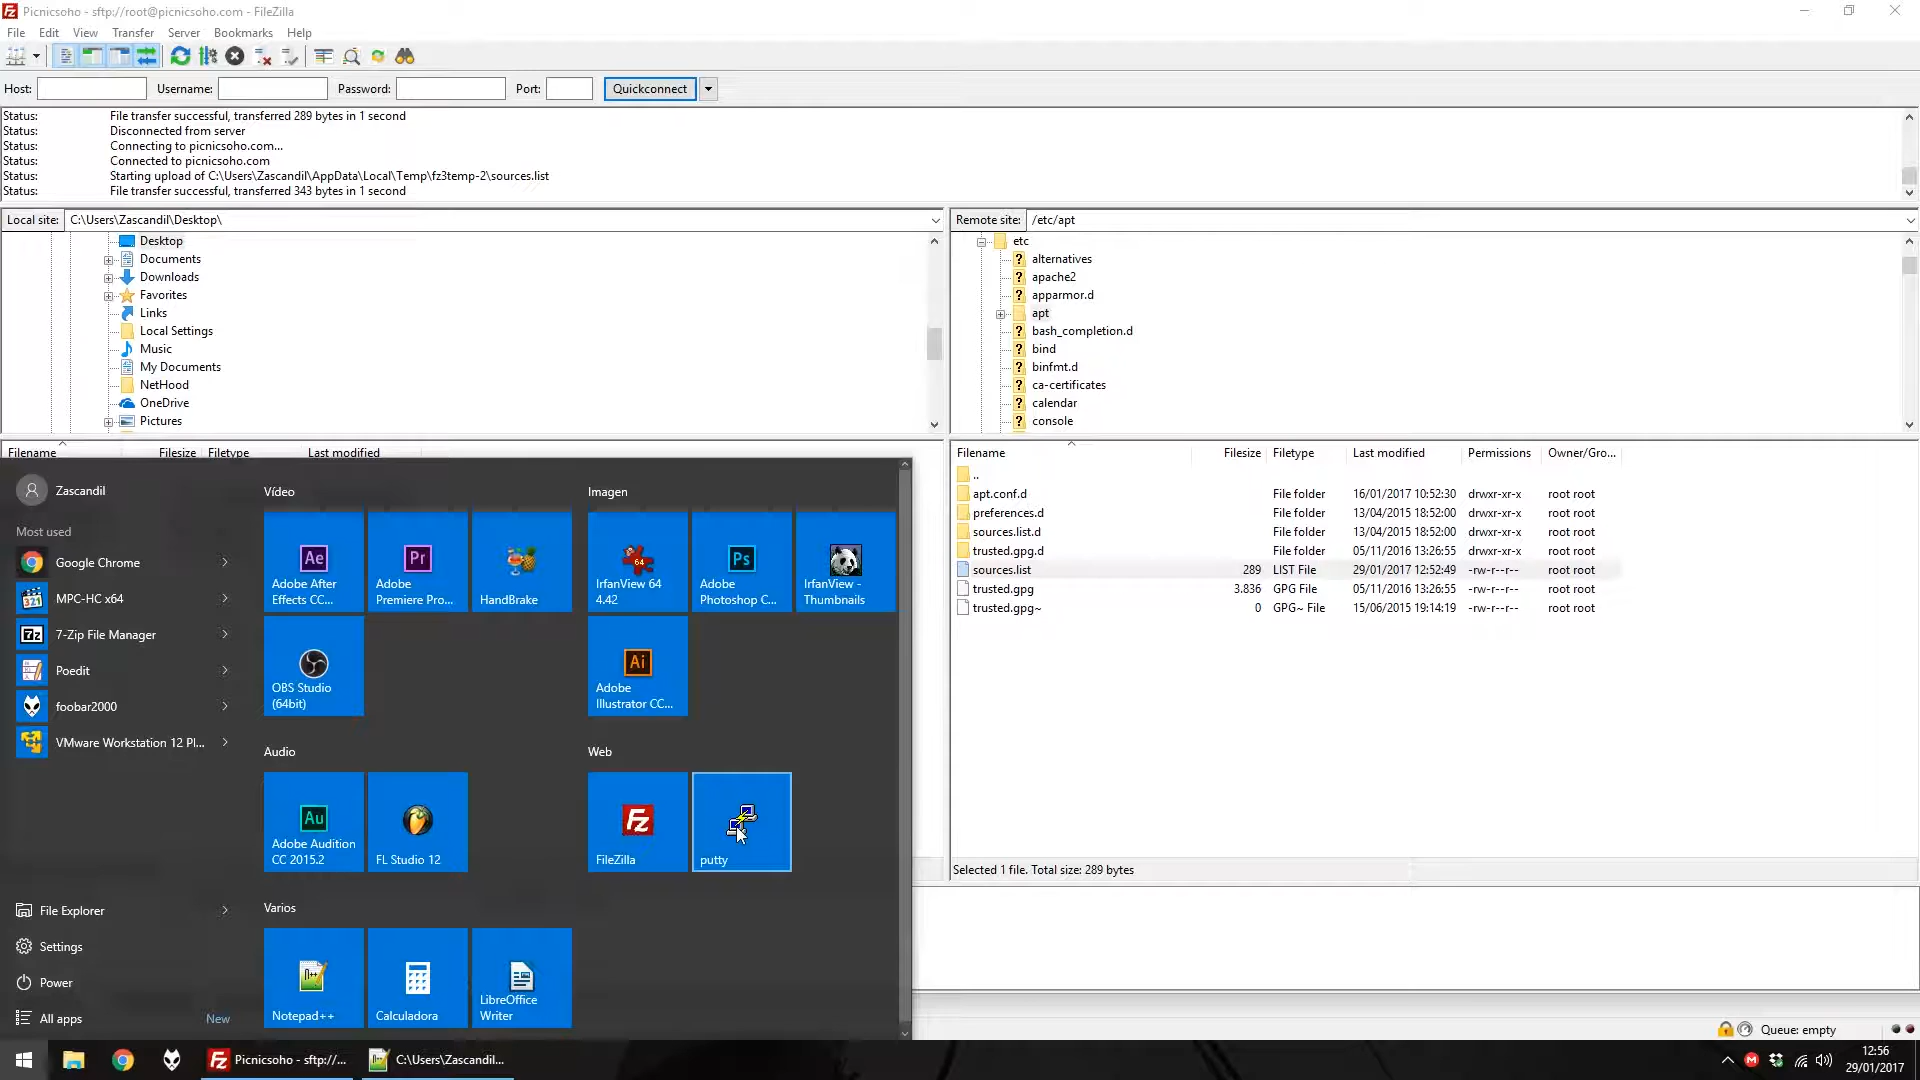 Picnicsoho - sftp://root@picnicsoho.com - FileZilla
File Edit View Transfer Server Bookmarks Help
Host: Username: Password: Port: Quickconnect
Status: File transfer successful, transferred 289 bytes in 1 second
Status: Disconnected from server
Status: Connecting to picnicsoho.com...
Status: Connected to picnicsoho.com
Status: Starting upload of C:\Users\Zascandil\AppData\Local\Temp\fz3temp-2\sources.list
Status: File transfer successful, transferred 343 bytes in 1 second
Local site: C:\Users\Zascandil\Desktop\
Desktop
Documents
Downloads
Favorites
Links
Local Settings
Music
My Documents
NetHood
OneDrive
Pictures
Filename Filesize Filetype Last modified
Remote site: /etc/apt
etc
alternatives
apache2
apparmor.d
apt
bash_completion.d
bind
binfmt.d
ca-certificates
calendar
console
Filename Filesize Filetype Last modified Permissions Owner/Gro...
..
apt.conf.d File folder 16/01/2017 10:52:30 drwxr-xr-x root root
preferences.d File folder 13/04/2015 18:52:00 drwxr-xr-x root root
sources.list.d File folder 13/04/2015 18:52:00 drwxr-xr-x root root
trusted.gpg.d File folder 05/11/2016 13:26:55 drwxr-xr-x root root
sources.list 289 LIST File 29/01/2017 12:52:49 -rw-r--r-- root root
trusted.gpg 3.836 GPG File 05/11/2016 13:26:55 -rw-r--r-- root root
trusted.gpg~ 0 GPG~ File 15/06/2015 19:14:19 -rw-r--r-- root root
Selected 1 file. Total size: 289 bytes
Zascandil
Most used
Google Chrome
MPC-HC x64
7-Zip File Manager
Poedit
foobar2000
VMware Workstation 12 Pl...
File Explorer
Settings
Power
All apps New
Vídeo
Ae
Adobe After
Effects CC...
Pr
Adobe
Premiere Pro...
HandBrake
OBS Studio
(64bit)
Imagen
64
IrfanView 64
4.42
Ps
Adobe
Photoshop C...
IrfanView -
Thumbnails
Ai
Adobe
Illustrator CC...
Audio
Au
Adobe Audition
CC 2015.2
FL Studio 12
Web
Fz
FileZilla
putty
Varios
Notepad++
Calculadora
LibreOffice
Writer
Queue: empty
Picnicsoho - sftp://...
C:\Users\Zascandil...
12:56
29/01/2017